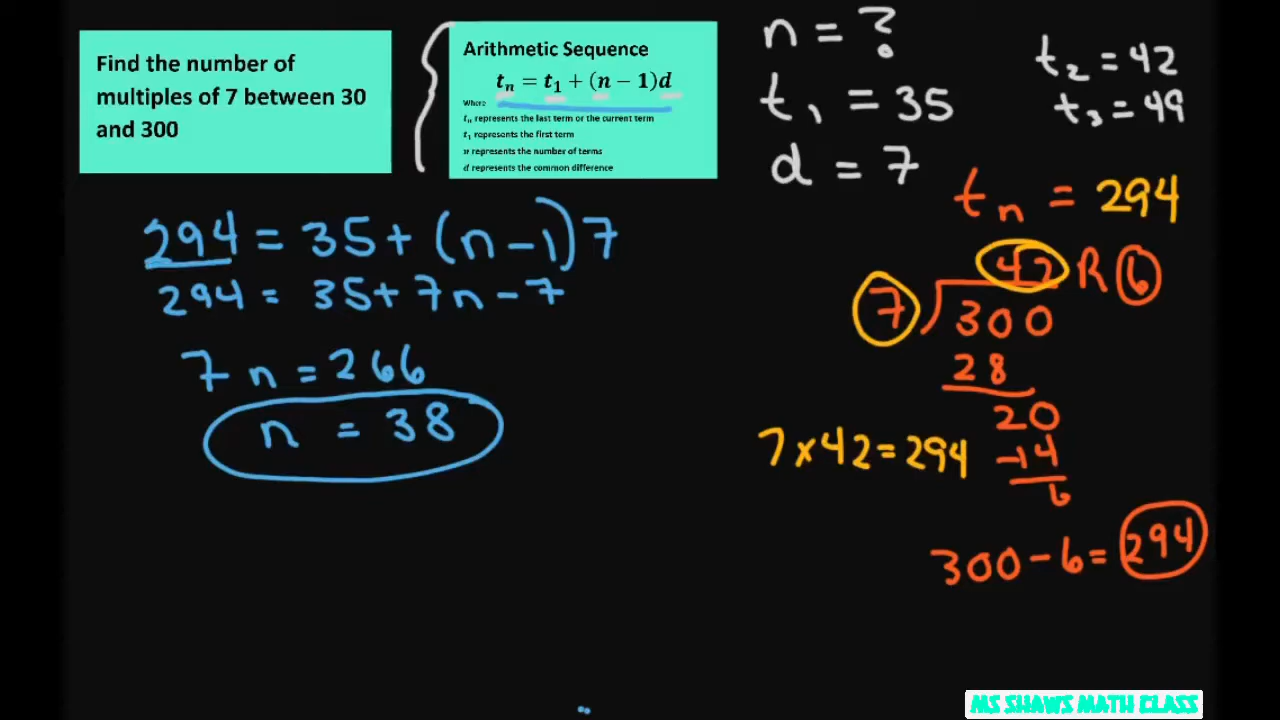 Find the number of
multiples of 7 between 30
and 300
Arithmetic Sequence
tₙ = t₁ + (n − 1)d
Where
tₙ represents the last term or the current term
t₁ represents the first term
n represents the number of terms
d represents the common difference
n = ?
t₁ = 35
d = 7
t₂ = 42
t₃ = 49
tₙ = 294
294 = 35 + (n − 1) 7
294 = 35 + 7n − 7
7n = 266
n = 38
42 R 6
7 ) 300
28
20
−14
6
7 × 42 = 294
300 − 6 = 294
MS SHAWS MATH CLASS